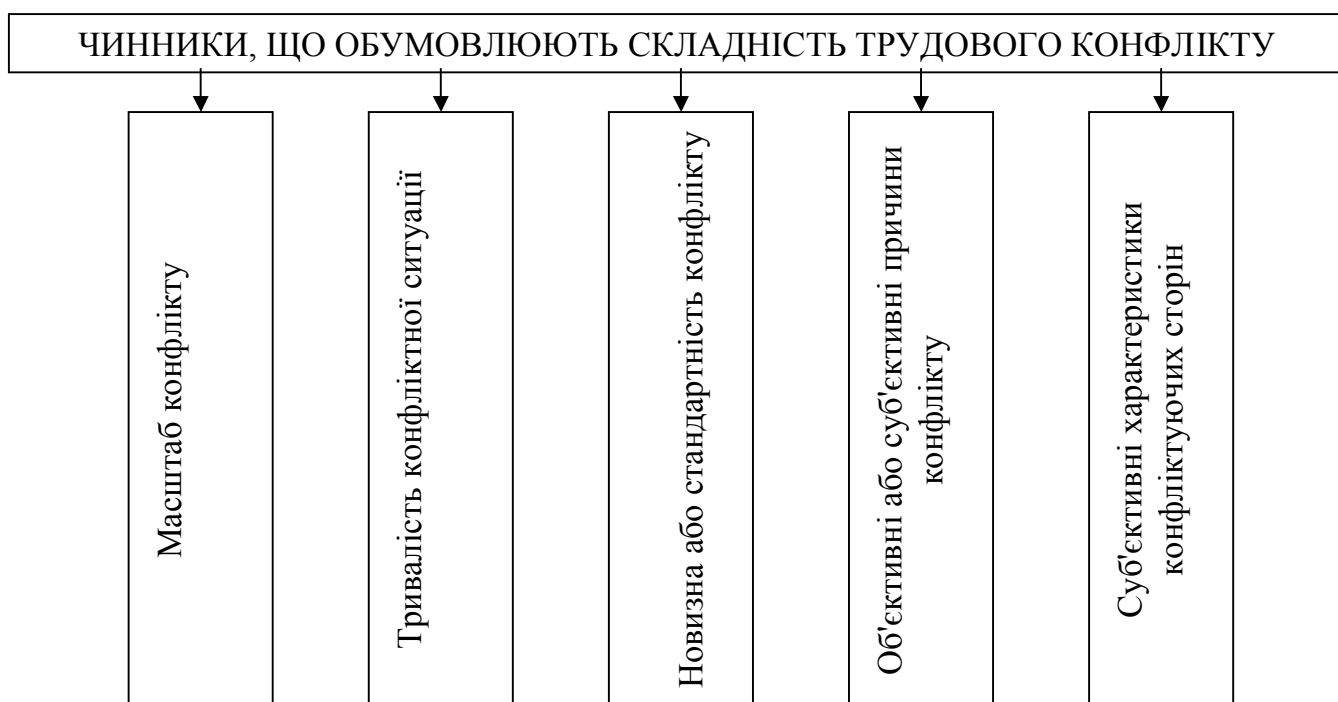 ЧИННИКИ, ЩО ОБУМОВЛЮЮТЬ СКЛАДНІСТЬ ТРУДОВОГО КОНФЛІКТУ
Масштаб конфлікту
Тривалість конфліктної ситуації
Новизна або стандартність конфлікту
Об'єктивні або суб'єктивні причини
конфлікту
Суб'єктивні характеристики
конфліктуючих сторін